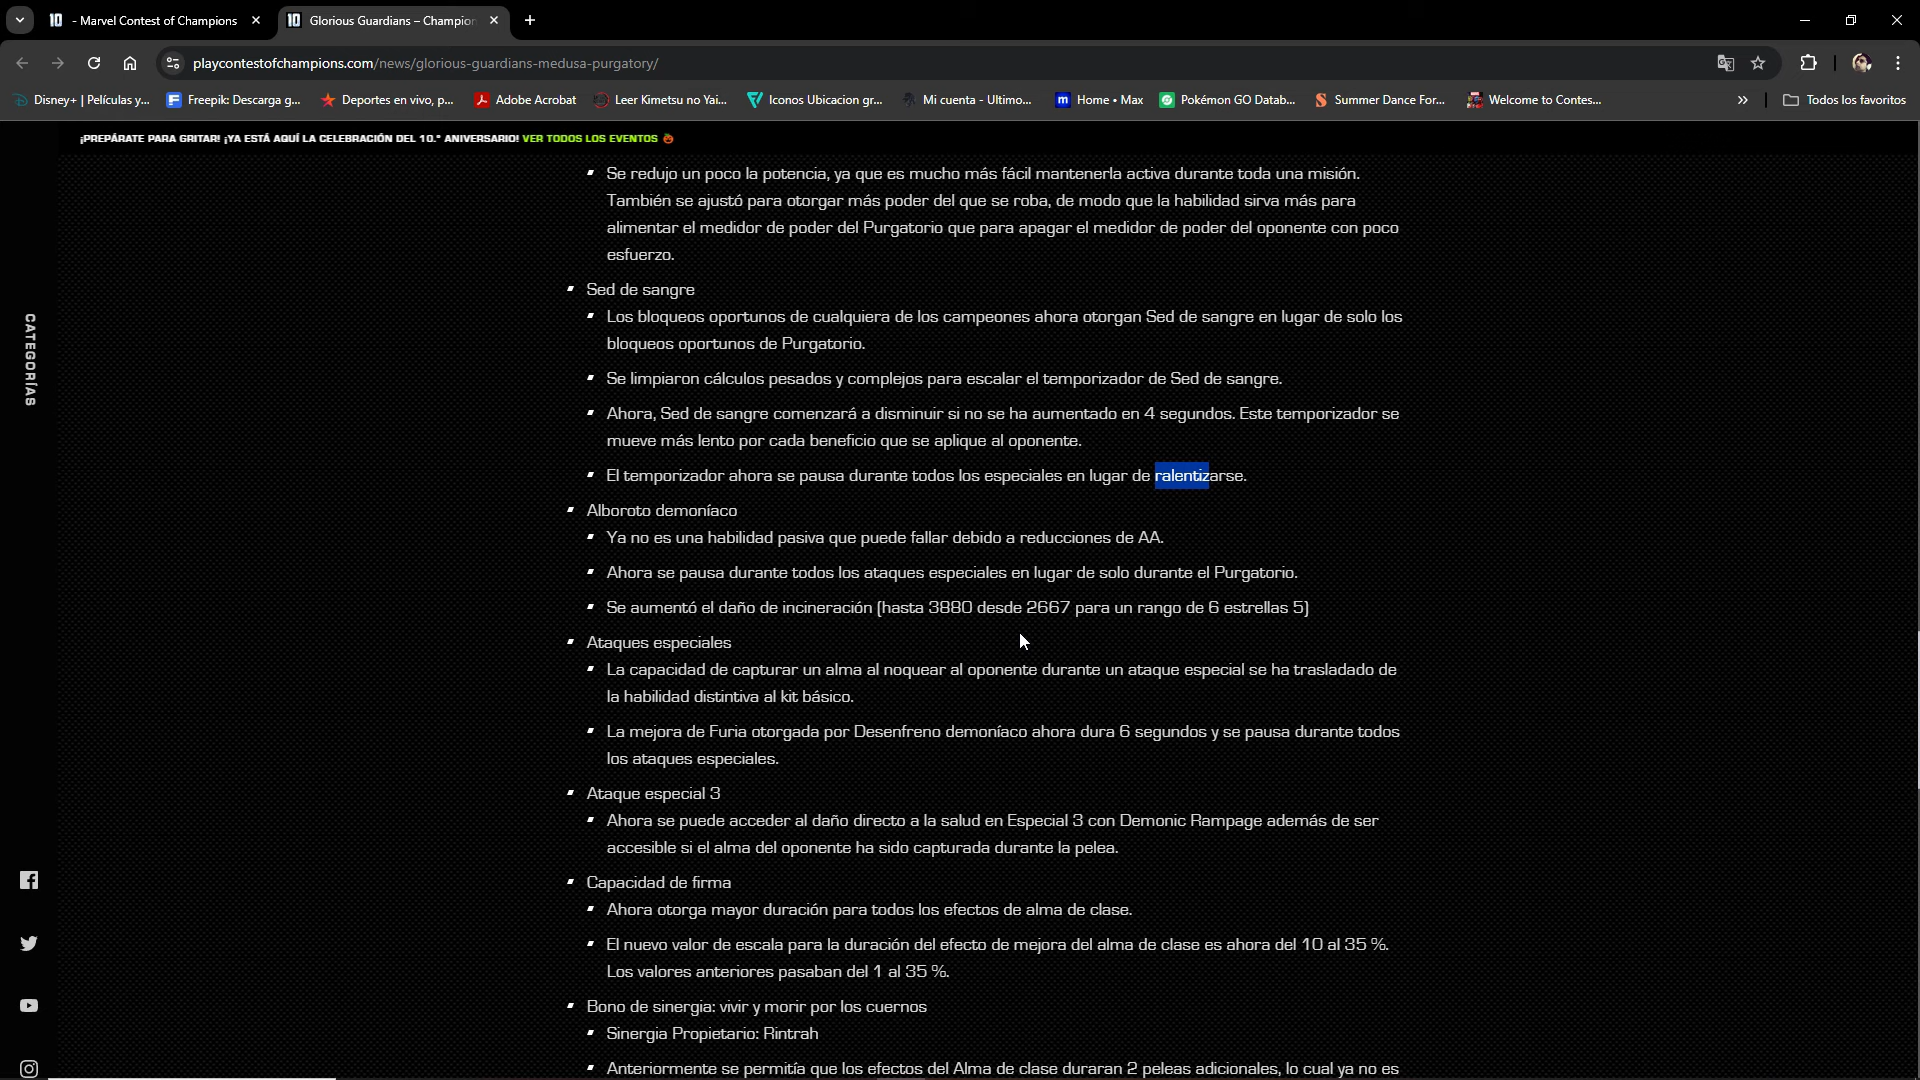 - Marvel Contest of Champions
Glorious Guardians – Champion
playcontestofchampions.com/news/glorious-guardians-medusa-purgatory/
Disney+ | Películas y...
Freepik: Descarga g...
Deportes en vivo, p...
Adobe Acrobat
Leer Kimetsu no Yai...
Iconos Ubicacion gr...
Mi cuenta - Ultimo...
Home • Max
Pokémon GO Datab...
Summer Dance For...
Welcome to Contes...
»
Todos los favoritos
¡PREPÁRATE PARA GRITAR! ¡YA ESTÁ AQUÍ LA CELEBRACIÓN DEL 10.º ANIVERSARIO! VER TODOS LOS EVENTOS
CATEGORÍAS
Se redujo un poco la potencia, ya que es mucho más fácil mantenerla activa durante toda una misión.
También se ajustó para otorgar más poder del que se roba, de modo que la habilidad sirva más para
alimentar el medidor de poder del Purgatorio que para apagar el medidor de poder del oponente con poco
esfuerzo.
Sed de sangre
Los bloqueos oportunos de cualquiera de los campeones ahora otorgan Sed de sangre en lugar de solo los
bloqueos oportunos de Purgatorio.
Se limpiaron cálculos pesados y complejos para escalar el temporizador de Sed de sangre.
Ahora, Sed de sangre comenzará a disminuir si no se ha aumentado en 4 segundos. Este temporizador se
mueve más lento por cada beneficio que se aplique al oponente.
El temporizador ahora se pausa durante todos los especiales en lugar de ralentizarse.
Alboroto demoníaco
Ya no es una habilidad pasiva que puede fallar debido a reducciones de AA.
Ahora se pausa durante todos los ataques especiales en lugar de solo durante el Purgatorio.
Se aumentó el daño de incineración (hasta 3880 desde 2667 para un rango de 6 estrellas 5)
Ataques especiales
La capacidad de capturar un alma al noquear al oponente durante un ataque especial se ha trasladado de
la habilidad distintiva al kit básico.
La mejora de Furia otorgada por Desenfreno demoníaco ahora dura 6 segundos y se pausa durante todos
los ataques especiales.
Ataque especial 3
Ahora se puede acceder al daño directo a la salud en Especial 3 con Demonic Rampage además de ser
accesible si el alma del oponente ha sido capturada durante la pelea.
Capacidad de firma
Ahora otorga mayor duración para todos los efectos de alma de clase.
El nuevo valor de escala para la duración del efecto de mejora del alma de clase es ahora del 10 al 35 %.
Los valores anteriores pasaban del 1 al 35 %.
Bono de sinergia: vivir y morir por los cuernos
Sinergia Propietario: Rintrah
Anteriormente se permitía que los efectos del Alma de clase duraran 2 peleas adicionales, lo cual ya no es